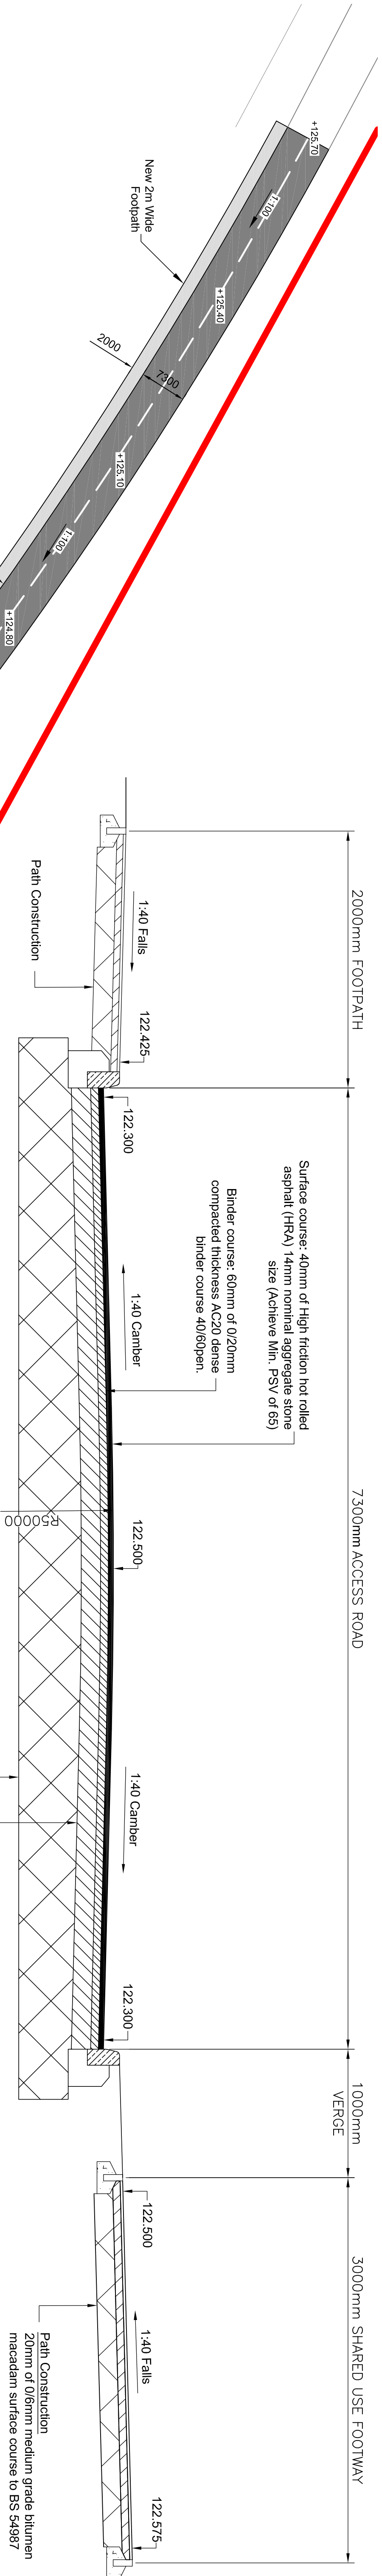 +125.70
1:100
New 2m Wide
Footpath
+125.40
2000
7300
+125.10
1:100
+124.80
2000mm FOOTPATH
7300mm ACCESS ROAD
1000mm
VERGE
3000mm SHARED USE FOOTWAY
Surface course: 40mm of High friction hot rolled
asphalt (HRA) 14mm nominal aggregate stone
size (Achieve Min. PSV of 65)
Binder course: 60mm of 0/20mm
compacted thickness AC20 dense
binder course 40/60pen.
1:40 Falls
122.425
122.300
1:40 Camber
122.500
1:40 Camber
122.300
122.500
1:40 Falls
122.575
Path Construction
R50000
Path Construction
20mm of 0/6mm medium grade bitumen
macadam surface course to BS 54987